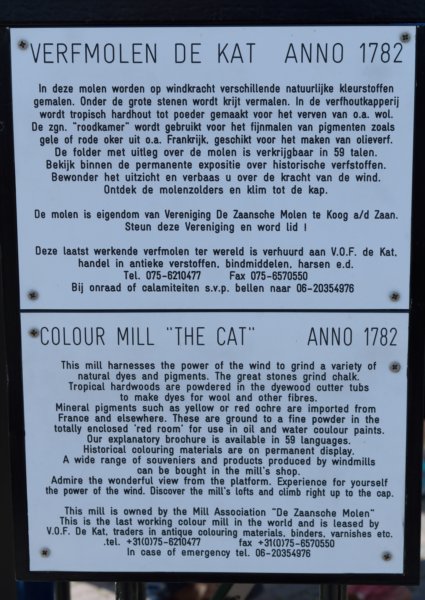 VERFMOLEN DE KAT ANNO 1782
In deze molen worden op windkracht verschillende natuurlijke kleurstoffen
gemalen. Onder de grote stenen wordt krijt vermalen. In de verfhoutkapperij
wordt tropisch hardhout tot poeder gemaakt voor het verven van o.a. wol.
De zgn. "roodkamer" wordt gebruikt voor het fijnmalen van pigmenten zoals
gele of rode oker uit o.a. Frankrijk, geschikt voor het maken van olieverf.
De folder met uitleg over de molen is verkrijgbaar in 59 talen.
Bekijk binnen de permanente expositie over historische verfstoffen.
Bewonder het uitzicht en verbaas u over de kracht van de wind.
Ontdek de molenzolders en klim tot de kap.
De molen is eigendom van Vereniging De Zaansche Molen te Koog a/d Zaan.
Steun deze Vereniging en word lid !
Deze laatst werkende verfmolen ter wereld is verhuurd aan V.O.F. de Kat,
handel in antieke verstoffen, bindmiddelen, harsen e.d.
Tel. 075-6210477 Fax 075-6570550
Bij onraad of calamiteiten s.v.p. bellen naar 06-20354976
COLOUR MILL "THE CAT" ANNO 1782
This mill harnesses the power of the wind to grind a variety of
natural dyes and pigments. The great stones grind chalk.
Tropical hardwoods are powdered in the dyewood cutter tubs
to make dyes for wool and other fibres.
Mineral pigments such as yellow or red ochre are imported from
France and elsewhere. These are ground to a fine powder in the
totally enclosed 'red room' for use in oil and water coulour paints.
Our explanatory brochure is available in 59 languages.
Historical colouring materials are on permanent display.
A wide range of souveniers and products produced by windmills
can be bought in the mill's shop.
Admire the wonderful view from the platform. Experience for yourself
the power of the wind. Discover the mill's lofts and climb right up to the cap.
This mill is owned by the Mill Association "De Zaansche Molen"
This is the last working colour mill in the world and is leased by
V.O.F. De Kat, traders in antique colouring materials, binders, varnishes etc.
.tel. +31(0)75-6210477 fax +31(0)75-6570550
In case of emergency tel. 06-20354976